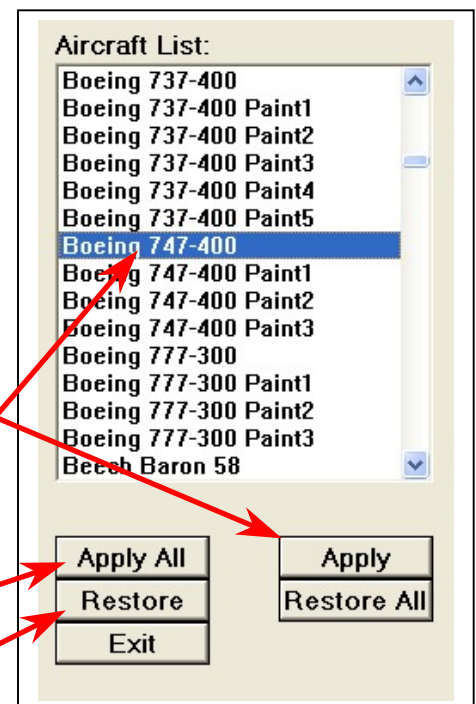 Aircraft List:
Boeing 737-400
Boeing 737-400 Paint1
Boeing 737-400 Paint2
Boeing 737-400 Paint3
Boeing 737-400 Paint4
Boeing 737-400 Paint5
Boeing 747-400
Boeing 747-400 Paint1
Boeing 747-400 Paint2
Boeing 747-400 Paint3
Boeing 777-300
Boeing 777-300 Paint1
Boeing 777-300 Paint2
Boeing 777-300 Paint3
Beech Baron 58
Apply All Apply
Restore Restore All
Exit